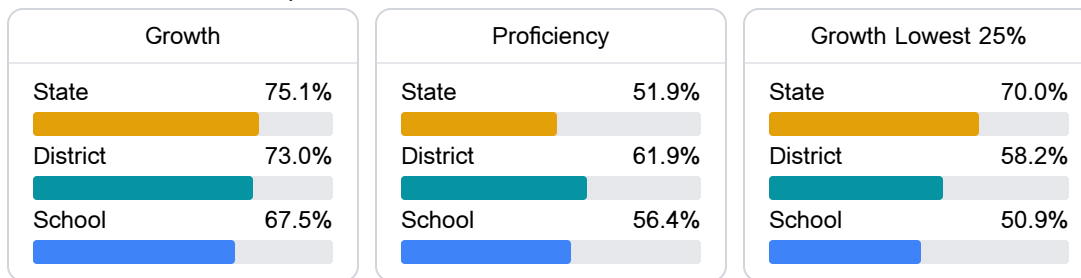 Growth
State 75.1%
District 73.0%
School 67.5%
Proficiency
State 51.9%
District 61.9%
School 56.4%
Growth Lowest 25%
State 70.0%
District 58.2%
School 50.9%